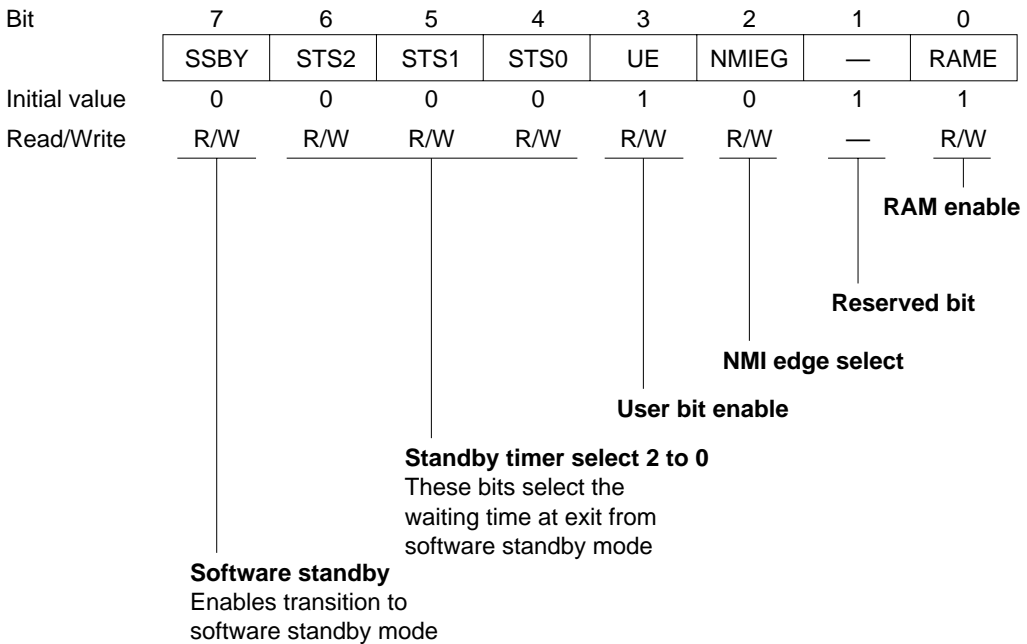 Bit 7 6 5 4 3 2 1 0
SSBY STS2 STS1 STS0 UE NMIEG — RAME
Initial value 0 0 0 0 1 0 1 1
Read/Write R/W R/W R/W R/W R/W R/W — R/W
RAM enable
Reserved bit
NMI edge select
User bit enable
Standby timer select 2 to 0
These bits select the
waiting time at exit from
software standby mode
Software standby
Enables transition to
software standby mode